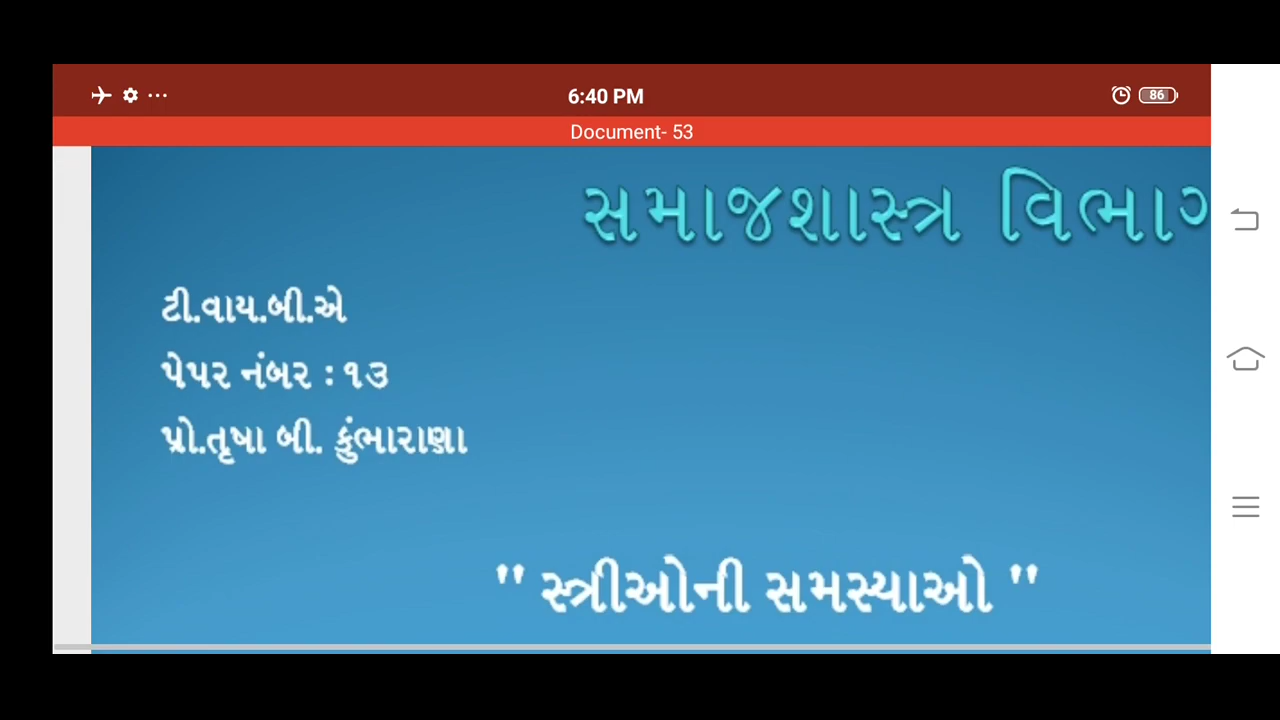 6:40 PM
86
Document- 53
સમાજશાસ્ત્ર વિભાગ
ટી.વાય.બી.એ
પેપર નંબર : ૧૩
પ્રો.તૃષા બી. કુંભારાણા
" સ્ત્રીઓની સમસ્યાઓ "